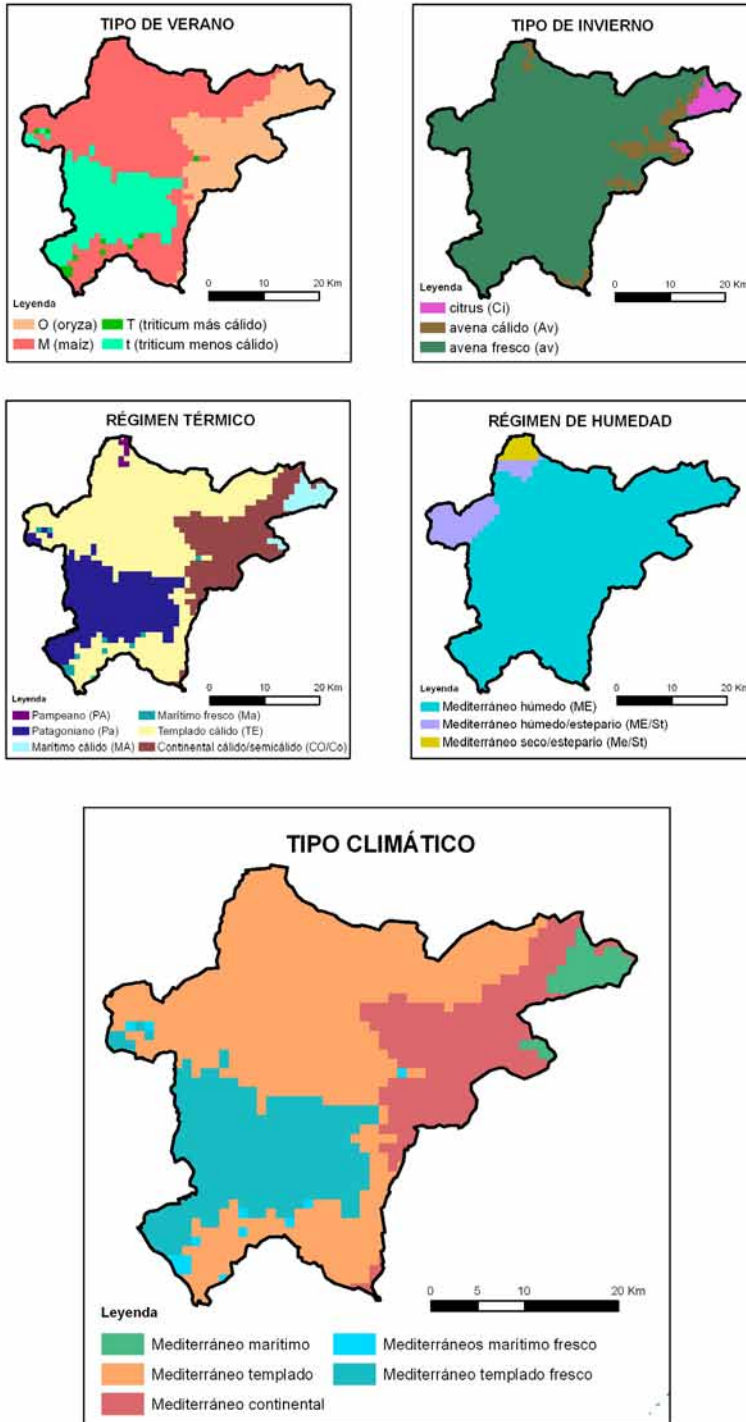 TIPO DE VERANO
0 10 20 Km
Leyenda
O (oryza) T (triticum más cálido)
M (maíz) t (triticum menos cálido)
TIPO DE INVIERNO
0 10 20 Km
Leyenda
citrus (Ci)
avena cálido (Av)
avena fresco (av)
RÉGIMEN TÉRMICO
0 10 20 Km
Leyenda
Pampeano (PA) Marítimo fresco (Ma)
Patagoniano (Pa) Templado cálido (TE)
Marítimo cálido (MA) Continental cálido/semicálido (CO/Co)
RÉGIMEN DE HUMEDAD
0 10 20 Km
Leyenda
Mediterráneo húmedo (ME)
Mediterráneo húmedo/estepario (ME/St)
Mediterráneo seco/estepario (Me/St)
TIPO CLIMÁTICO
0 5 10 20 Km
Leyenda
Mediterráneo marítimo Mediterráneos marítimo fresco
Mediterráneo templado Mediterráneo templado fresco
Mediterráneo continental